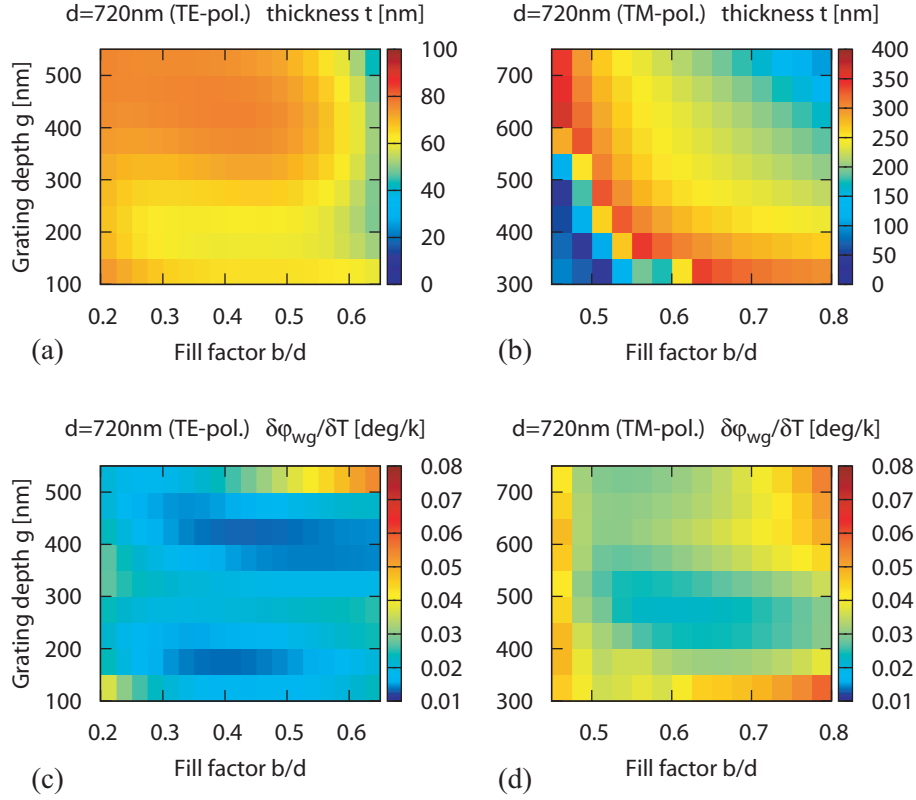 d=720nm (TE-pol.) thickness t [nm]
Grating depth g [nm]
500
400
300
200
100
0.2 0.3 0.4 0.5 0.6
Fill factor b/d
100
80
60
40
20
0
(a)
d=720nm (TM-pol.) thickness t [nm]
700
600
500
400
300
0.5 0.6 0.7 0.8
Fill factor b/d
400
350
300
250
200
150
100
50
0
(b)
d=720nm (TE-pol.) δφwg/δT [deg/k]
Grating depth g [nm]
500
400
300
200
100
0.2 0.3 0.4 0.5 0.6
Fill factor b/d
0.08
0.07
0.06
0.05
0.04
0.03
0.02
0.01
(c)
d=720nm (TM-pol.) δφwg/δT [deg/k]
700
600
500
400
300
0.5 0.6 0.7 0.8
Fill factor b/d
0.08
0.07
0.06
0.05
0.04
0.03
0.02
0.01
(d)